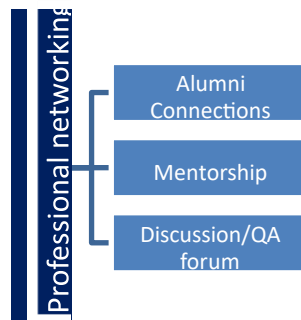 Professional networking
Alumni
Connections
Mentorship
Discussion/QA
forum